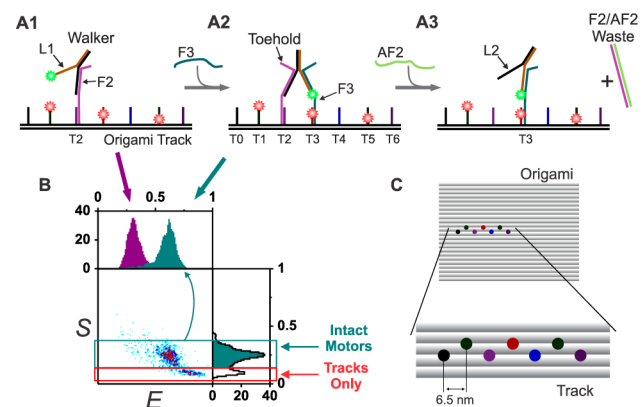 A1
Walker
L1
F2
T2
Origami Track
F3
A2
Toehold
F3
T0 T1 T2 T3 T4 T5 T6
AF2
A3
L2
T3
F2/AF2
Waste
+
B
0 0.5 1
40
20
0
S
1
0.5
0
0 20 40
E
Intact
Motors
Tracks
Only
C
Origami
6.5 nm
Track